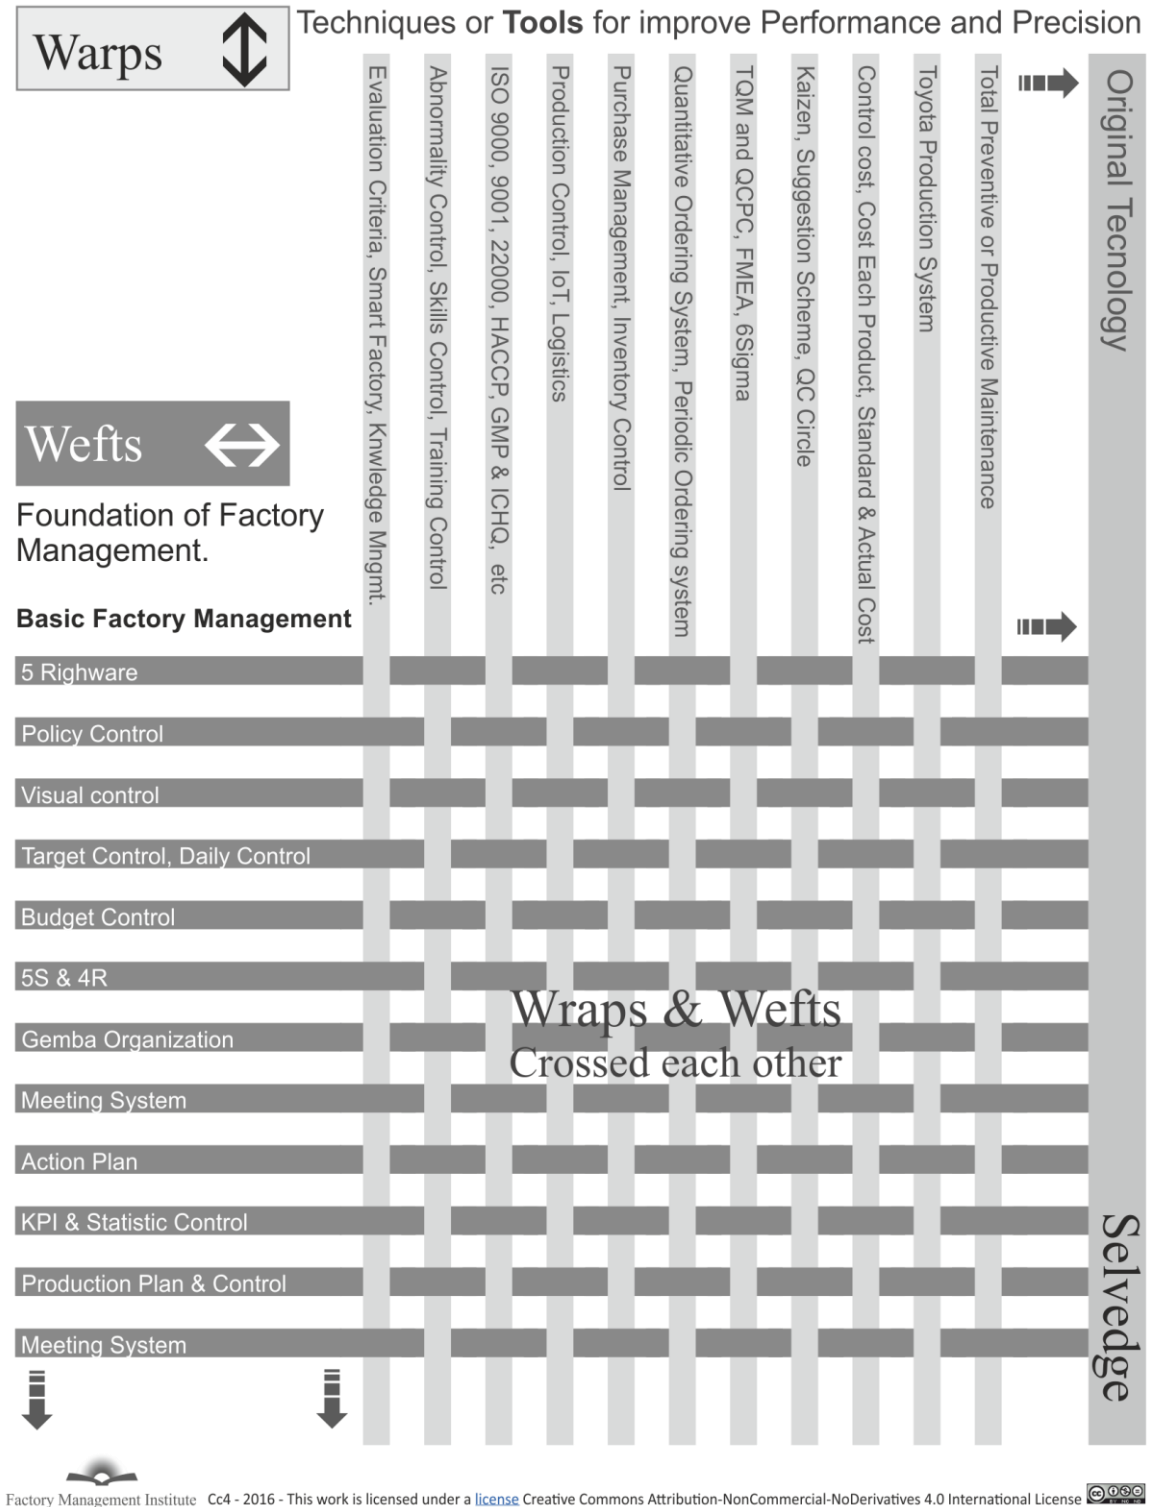 Warps
Techniques or Tools for improve Performance and Precision
Evaluation Criteria, Smart Factory, Knwledge Mngmt.
Abnormality Control, Skills Control, Training Control
ISO 9000, 9001, 22000, HACCP, GMP & ICHQ, etc
Production Control, IoT, Logistics
Purchase Management, Inventory Control
Quantitative Ordering System, Periodic Ordering system
TQM and QCPC, FMEA, 6Sigma
Kaizen, Suggestion Scheme, QC Circle
Control cost, Cost Each Product, Standard & Actual Cost
Toyota Production System
Total Preventive or Productive Maintenance
Original Tecnology
Wefts
Foundation of Factory
Management.
Basic Factory Management
5 Righware
Policy Control
Visual control
Target Control, Daily Control
Budget Control
5S & 4R
Wraps & Wefts
Gemba Organization
Crossed each other
Meeting System
Action Plan
KPI & Statistic Control
Production Plan & Control
Meeting System
Selvedge
Factory Management Institute
Cc4 - 2016 - This work is licensed under a license Creative Commons Attribution-NonCommercial-NoDerivatives 4.0 International License
cc
BY NC ND